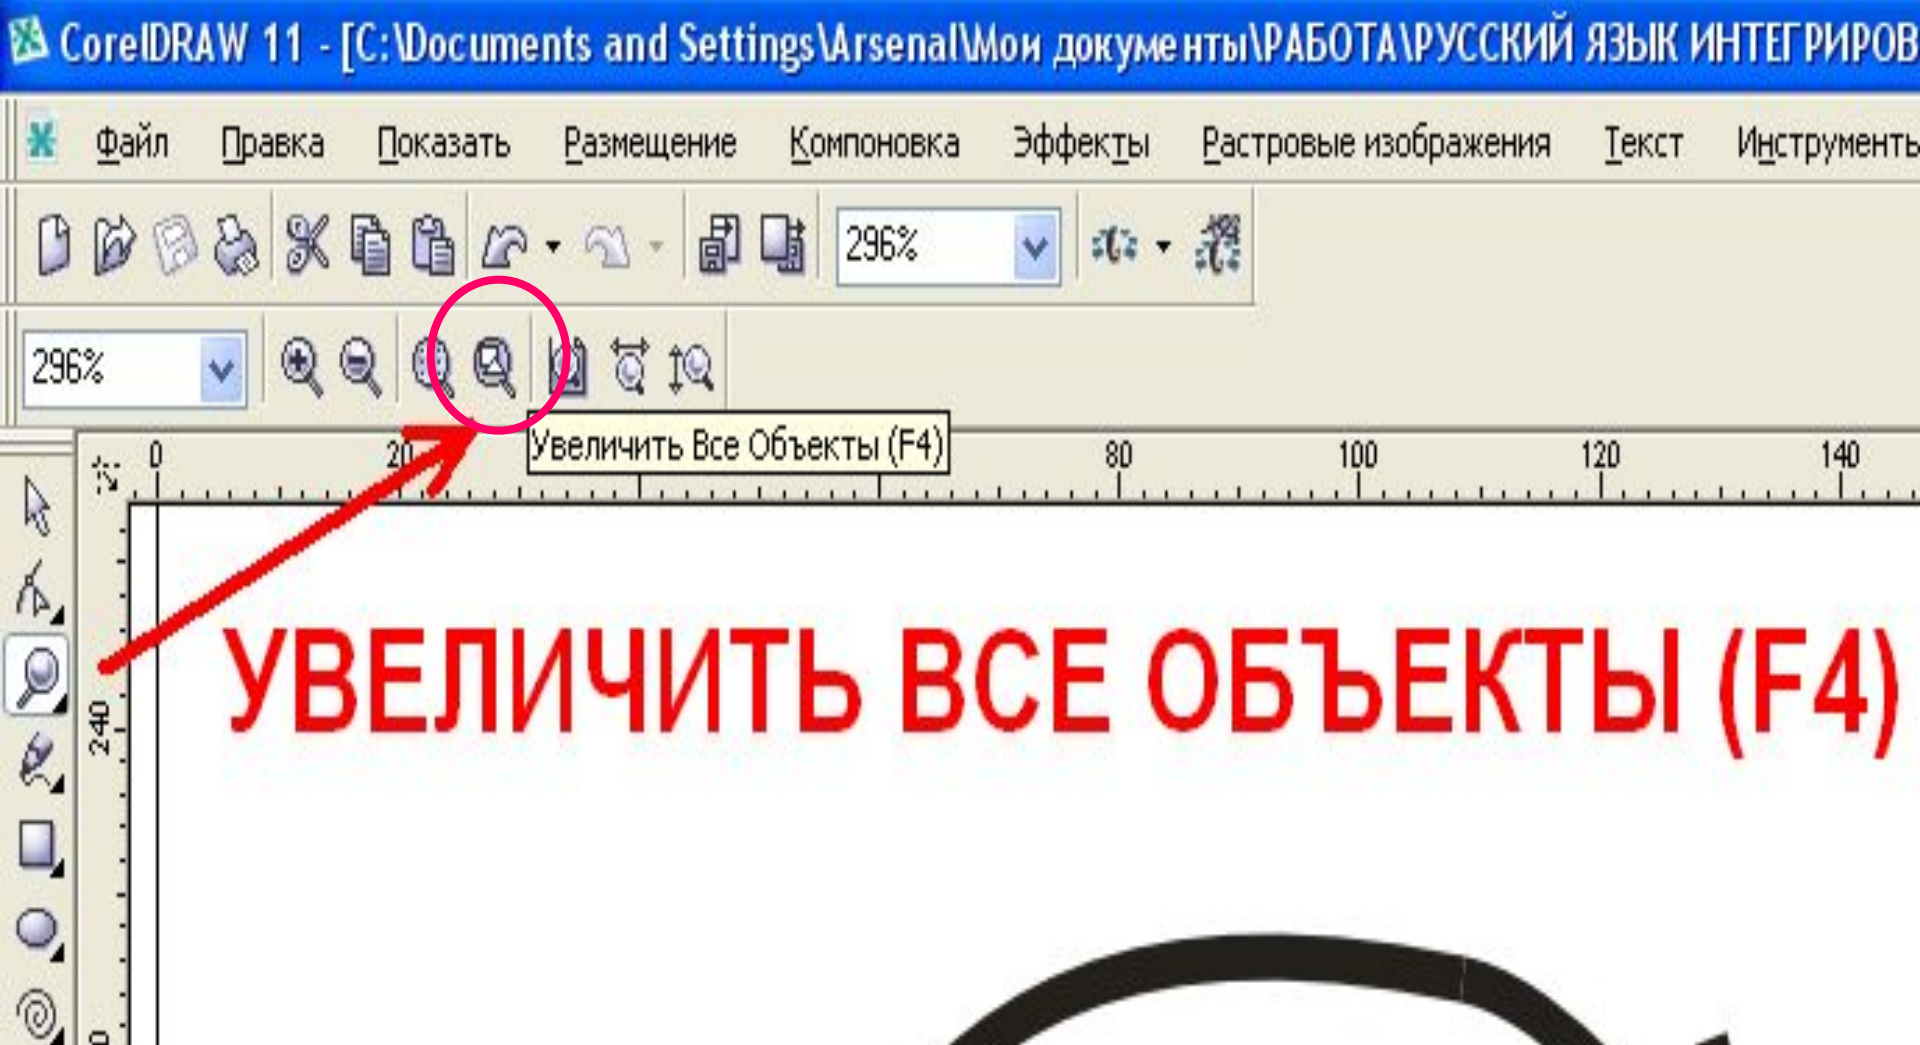 CorelDRAW 11 - [C:\Documents and Settings\Arsenal\Мои документы\РАБОТА\РУССКИЙ ЯЗЫК ИНТЕГРИРОВ
Файл Правка Показать Размещение Компоновка Эффекты Растровые изображения Текст Инструменты
296%
296%
Увеличить Все Объекты (F4)
0 20 80 100 120 140
УВЕЛИЧИТЬ ВСЕ ОБЪЕКТЫ (F4)
240